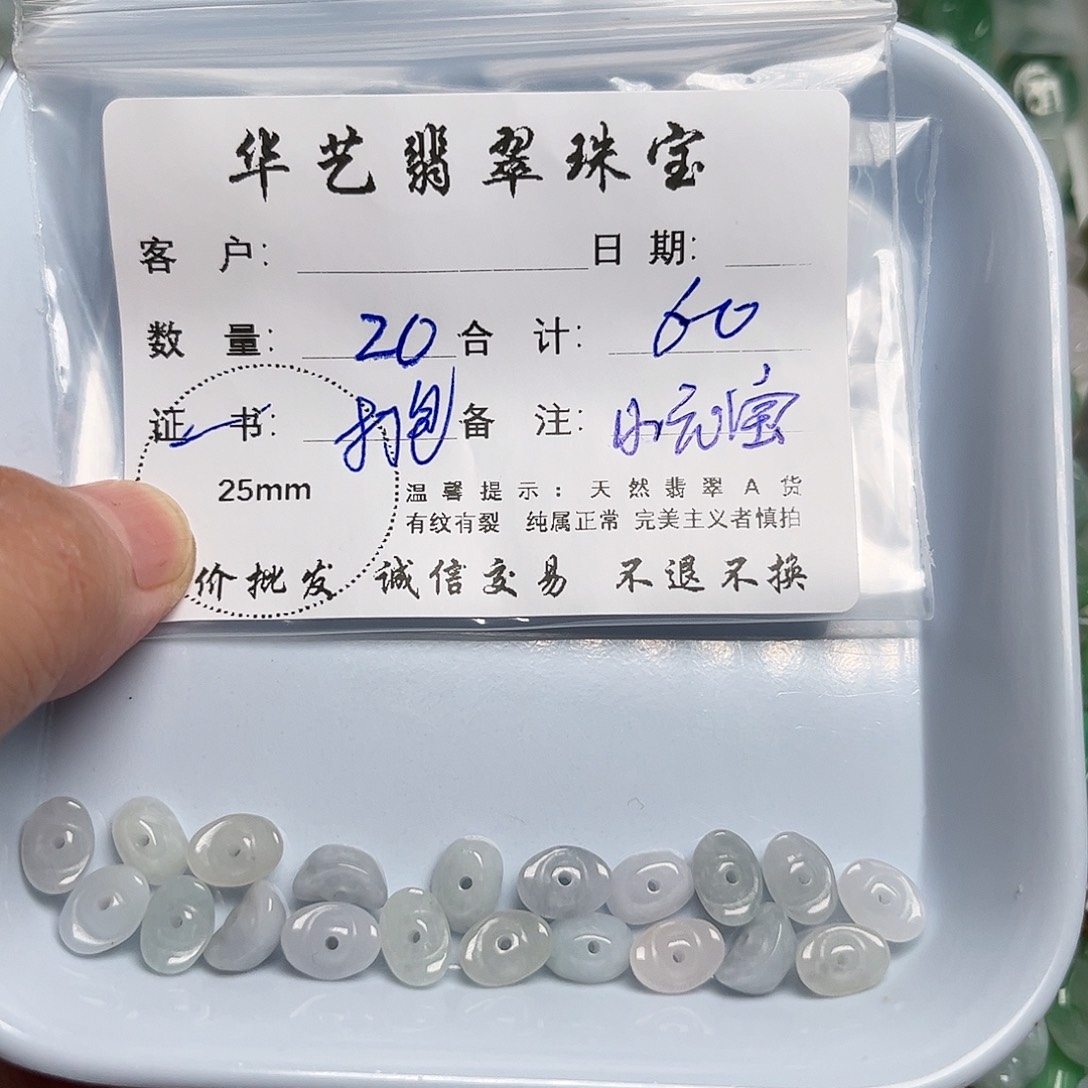 华艺翡翠珠宝
客 户: 日 期:
数 量: 20 合 计: 60
证 书: 打包 备 注: 小元宝
25mm
温馨提示:天然翡翠A货
有纹有裂 纯属正常 完美主义者慎拍
价批发 诚信交易 不退不换